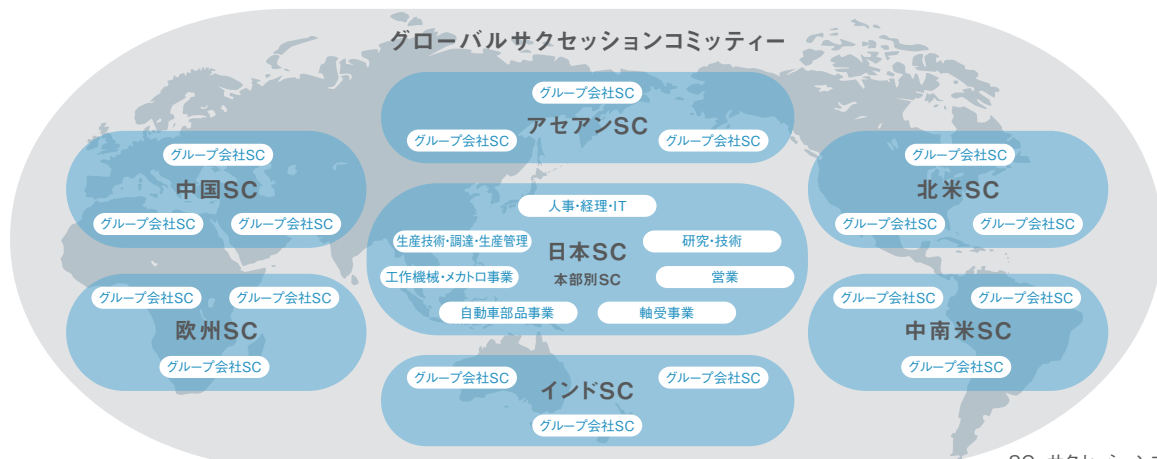 グローバルサクセッションコミッティー
グループ会社SC
アセアンSC
グループ会社SC
グループ会社SC
グループ会社SC
中国SC
グループ会社SC
グループ会社SC
グループ会社SC
北米SC
グループ会社SC
グループ会社SC
人事・経理・IT
生産技術・調達・生産管理
研究・技術
日本SC
本部別SC
工作機械・メカトロ事業
営業
自動車部品事業
軸受事業
グループ会社SC
グループ会社SC
欧州SC
グループ会社SC
グループ会社SC
グループ会社SC
中南米SC
グループ会社SC
グループ会社SC
グループ会社SC
インドSC
グループ会社SC